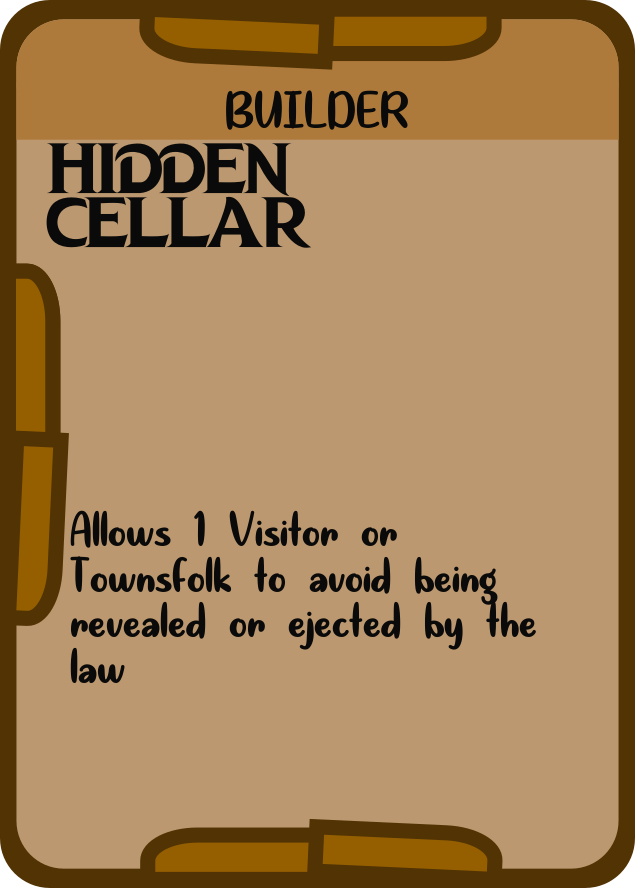 BUILDER
HIDDEN
CELLAR
Allows 1 Visitor or
Townsfolk to avoid being
revealed or ejected by the
law